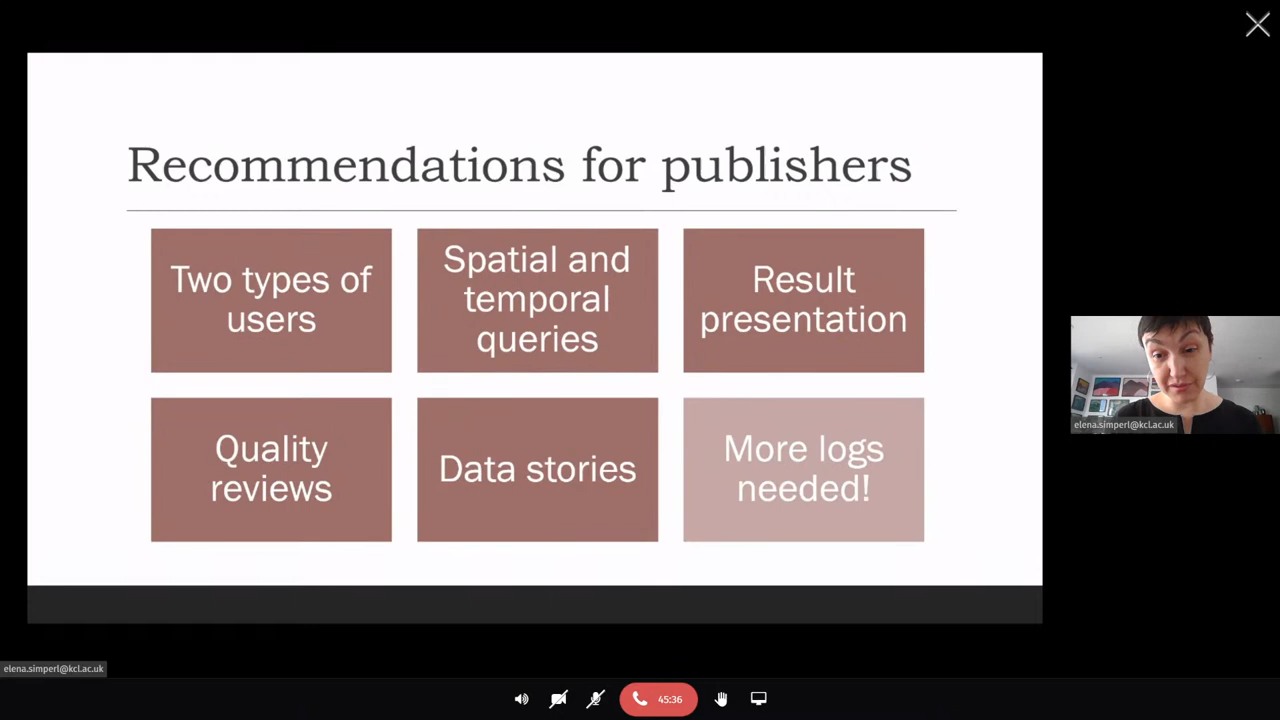 Recommendations for publishers
Two types of
users
Spatial and
temporal
queries
Result
presentation
Quality
reviews
Data stories
More logs
needed!
elena.simperl@kcl.ac.uk
elena.simperl@kcl.ac.uk
45:36